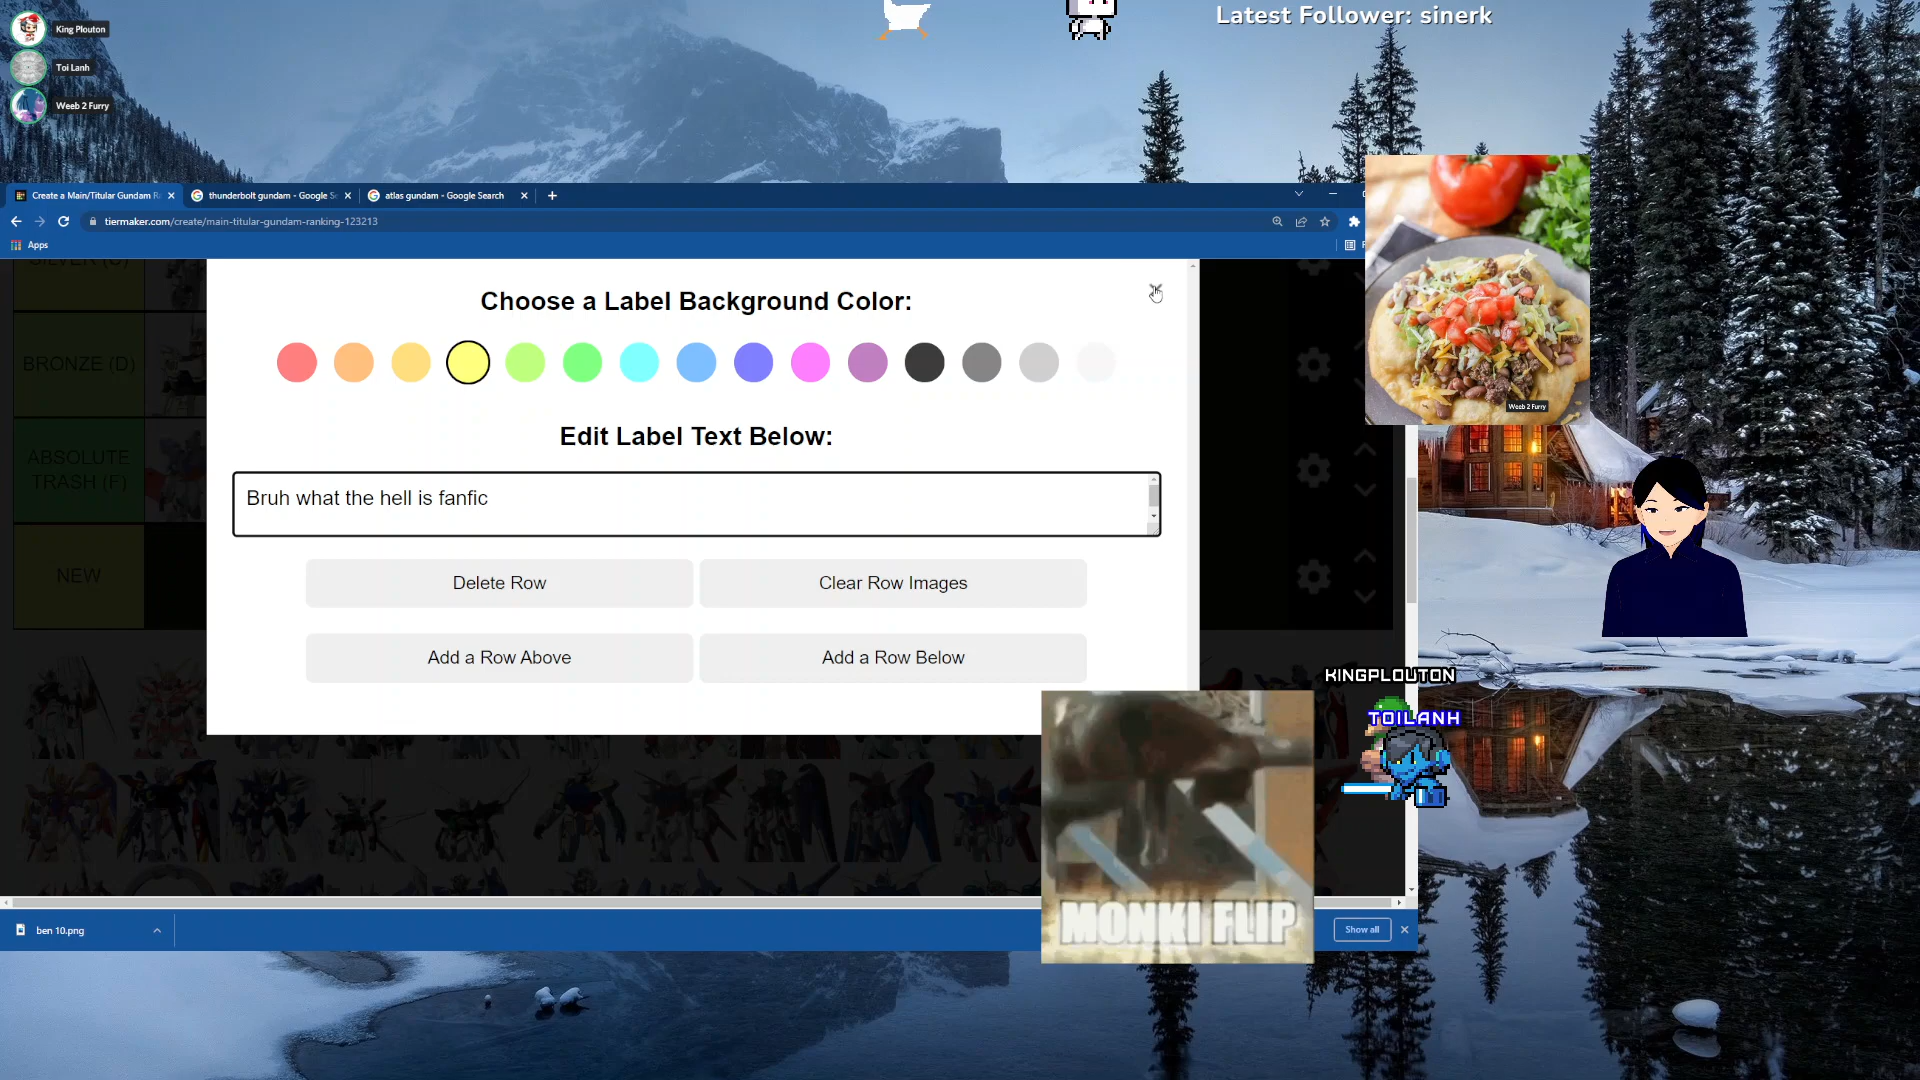 Latest Follower: sinerk
King Plouton
Toi Lanh
Weeb 2 Furry
Create a Main/Titular Gundam R
thunderbolt gundam - Google S
atlas gundam - Google Search
tiermaker.com/create/main-titular-gundam-ranking-123213
Apps
SILVER (C)
BRONZE (D)
ABSOLUTE
TRASH (F)
NEW
Choose a Label Background Color:
Edit Label Text Below:
Bruh what the hell is fanfic
Delete Row
Clear Row Images
Add a Row Above
Add a Row Below
Weeb 2 Furry
KINGPLOUTON
TOILANH
MONKI FLIP
ben 10.png
Show all